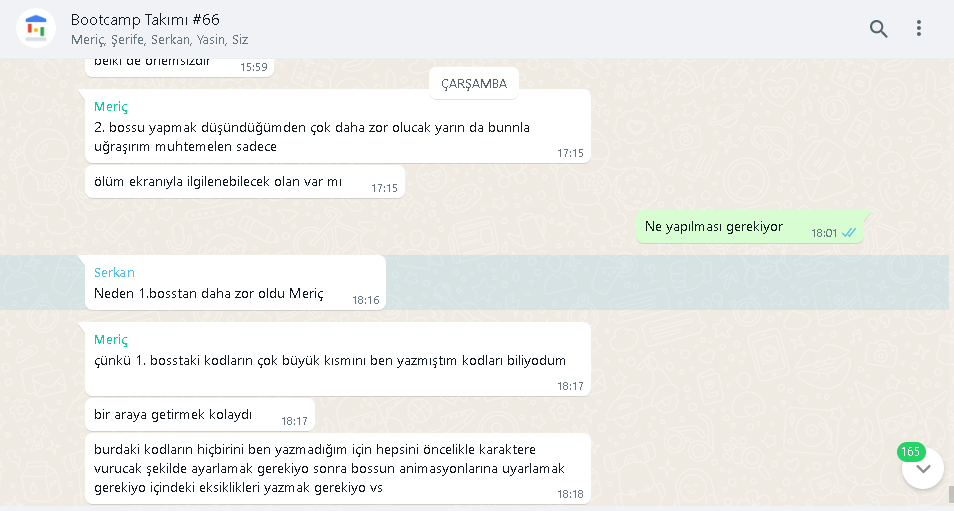 Bootcamp Takımı #66
Meriç, Şerife, Serkan, Yasin, Siz
belki de önemsizdir 15:59
ÇARŞAMBA
Meriç
2. bossu yapmak düşündüğümden çok daha zor olucak yarın da bunnla
uğraşırım muhtemelen sadece
17:15
ölüm ekranıyla ilgilenebilecek olan var mı 17:15
Ne yapılması gerekiyor 18:01
Serkan
Neden 1.bosstan daha zor oldu Meriç 18:16
Meriç
çünkü 1. bosstaki kodların çok büyük kısmını ben yazmıştım kodları biliyodum
18:17
bir araya getirmek kolaydı 18:17
burdaki kodların hiçbirini ben yazmadığım için hepsini öncelikle karaktere
vurucak şekilde ayarlamak gerekiyo sonra bossun animasyonlarına uyarlamak
gerekiyo içindeki eksiklikleri yazmak gerekiyo vs
18:18
165